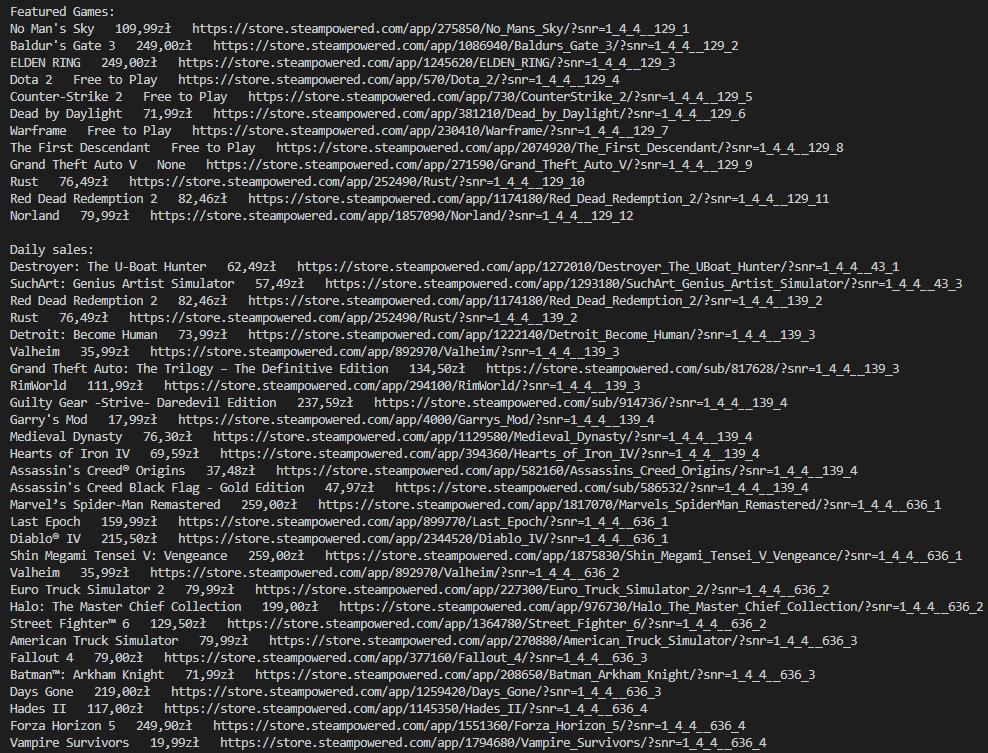 Featured Games:
No Man's Sky   109,99zł   https://store.steampowered.com/app/275850/No_Mans_Sky/?snr=1_4_4__129_1
Baldur's Gate 3   249,00zł   https://store.steampowered.com/app/1086940/Baldurs_Gate_3/?snr=1_4_4__129_2
ELDEN RING   249,00zł   https://store.steampowered.com/app/1245620/ELDEN_RING/?snr=1_4_4__129_3
Dota 2   Free to Play   https://store.steampowered.com/app/570/Dota_2/?snr=1_4_4__129_4
Counter-Strike 2   Free to Play   https://store.steampowered.com/app/730/CounterStrike_2/?snr=1_4_4__129_5
Dead by Daylight   71,99zł   https://store.steampowered.com/app/381210/Dead_by_Daylight/?snr=1_4_4__129_6
Warframe   Free to Play   https://store.steampowered.com/app/230410/Warframe/?snr=1_4_4__129_7
The First Descendant   Free to Play   https://store.steampowered.com/app/2074920/The_First_Descendant/?snr=1_4_4__129_8
Grand Theft Auto V   None   https://store.steampowered.com/app/271590/Grand_Theft_Auto_V/?snr=1_4_4__129_9
Rust   76,49zł   https://store.steampowered.com/app/252490/Rust/?snr=1_4_4__129_10
Red Dead Redemption 2   82,46zł   https://store.steampowered.com/app/1174180/Red_Dead_Redemption_2/?snr=1_4_4__129_11
Norland   79,99zł   https://store.steampowered.com/app/1857090/Norland/?snr=1_4_4__129_12

Daily sales:
Destroyer: The U-Boat Hunter   62,49zł   https://store.steampowered.com/app/1272010/Destroyer_The_UBoat_Hunter/?snr=1_4_4__43_1
SuchArt: Genius Artist Simulator   57,49zł   https://store.steampowered.com/app/1293180/SuchArt_Genius_Artist_Simulator/?snr=1_4_4__43_3
Red Dead Redemption 2   82,46zł   https://store.steampowered.com/app/1174180/Red_Dead_Redemption_2/?snr=1_4_4__139_2
Rust   76,49zł   https://store.steampowered.com/app/252490/Rust/?snr=1_4_4__139_2
Detroit: Become Human   73,99zł   https://store.steampowered.com/app/1222140/Detroit_Become_Human/?snr=1_4_4__139_3
Valheim   35,99zł   https://store.steampowered.com/app/892970/Valheim/?snr=1_4_4__139_3
Grand Theft Auto: The Trilogy – The Definitive Edition   134,50zł   https://store.steampowered.com/sub/817628/?snr=1_4_4__139_3
RimWorld   111,99zł   https://store.steampowered.com/app/294100/RimWorld/?snr=1_4_4__139_3
Guilty Gear -Strive- Daredevil Edition   237,59zł   https://store.steampowered.com/sub/914736/?snr=1_4_4__139_4
Garry's Mod   17,99zł   https://store.steampowered.com/app/4000/Garrys_Mod/?snr=1_4_4__139_4
Medieval Dynasty   76,30zł   https://store.steampowered.com/app/1129580/Medieval_Dynasty/?snr=1_4_4__139_4
Hearts of Iron IV   69,59zł   https://store.steampowered.com/app/394360/Hearts_of_Iron_IV/?snr=1_4_4__139_4
Assassin's Creed® Origins   37,48zł   https://store.steampowered.com/app/582160/Assassins_Creed_Origins/?snr=1_4_4__139_4
Assassin's Creed Black Flag - Gold Edition   47,97zł   https://store.steampowered.com/sub/586532/?snr=1_4_4__139_4
Marvel’s Spider-Man Remastered   259,00zł   https://store.steampowered.com/app/1817070/Marvels_SpiderMan_Remastered/?snr=1_4_4__636_1
Last Epoch   159,99zł   https://store.steampowered.com/app/899770/Last_Epoch/?snr=1_4_4__636_1
Diablo® IV   215,50zł   https://store.steampowered.com/app/2344520/Diablo_IV/?snr=1_4_4__636_1
Shin Megami Tensei V: Vengeance   259,00zł   https://store.steampowered.com/app/1875830/Shin_Megami_Tensei_V_Vengeance/?snr=1_4_4__636_1
Valheim   35,99zł   https://store.steampowered.com/app/892970/Valheim/?snr=1_4_4__636_2
Euro Truck Simulator 2   79,99zł   https://store.steampowered.com/app/227300/Euro_Truck_Simulator_2/?snr=1_4_4__636_2
Halo: The Master Chief Collection   199,00zł   https://store.steampowered.com/app/976730/Halo_The_Master_Chief_Collection/?snr=1_4_4__636_2
Street Fighter™ 6   129,50zł   https://store.steampowered.com/app/1364780/Street_Fighter_6/?snr=1_4_4__636_2
American Truck Simulator   79,99zł   https://store.steampowered.com/app/270880/American_Truck_Simulator/?snr=1_4_4__636_3
Fallout 4   79,00zł   https://store.steampowered.com/app/377160/Fallout_4/?snr=1_4_4__636_3
Batman™: Arkham Knight   71,99zł   https://store.steampowered.com/app/208650/Batman_Arkham_Knight/?snr=1_4_4__636_3
Days Gone   219,00zł   https://store.steampowered.com/app/1259420/Days_Gone/?snr=1_4_4__636_3
Hades II   117,00zł   https://store.steampowered.com/app/1145350/Hades_II/?snr=1_4_4__636_4
Forza Horizon 5   249,90zł   https://store.steampowered.com/app/1551360/Forza_Horizon_5/?snr=1_4_4__636_4
Vampire Survivors   19,99zł   https://store.steampowered.com/app/1794680/Vampire_Survivors/?snr=1_4_4__636_4